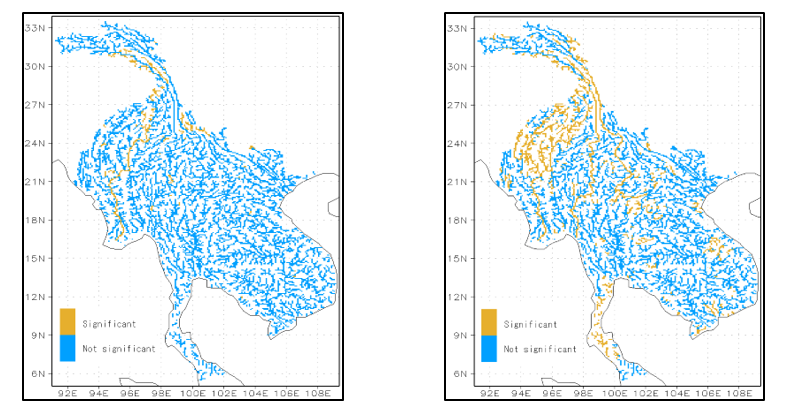 33N
30N
27N
24N
21N
18N
15N
12N
9N
6N
Significant
Not significant
92E 94E 96E 98E 100E 102E 104E 106E 108E
33N
30N
27N
24N
21N
18N
15N
12N
9N
6N
Significant
Not significant
92E 94E 96E 98E 100E 102E 104E 106E 108E